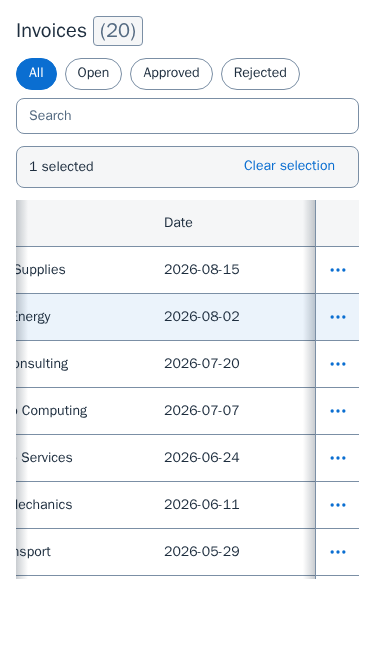 Invoices (20)
All Open Approved Rejected
Search
1 selected Clear selection
Date
Supplies 2026-08-15
Energy 2026-08-02
onsulting 2026-07-20
Computing 2026-07-07
Services 2026-06-24
Mechanics 2026-06-11
nsport 2026-05-29